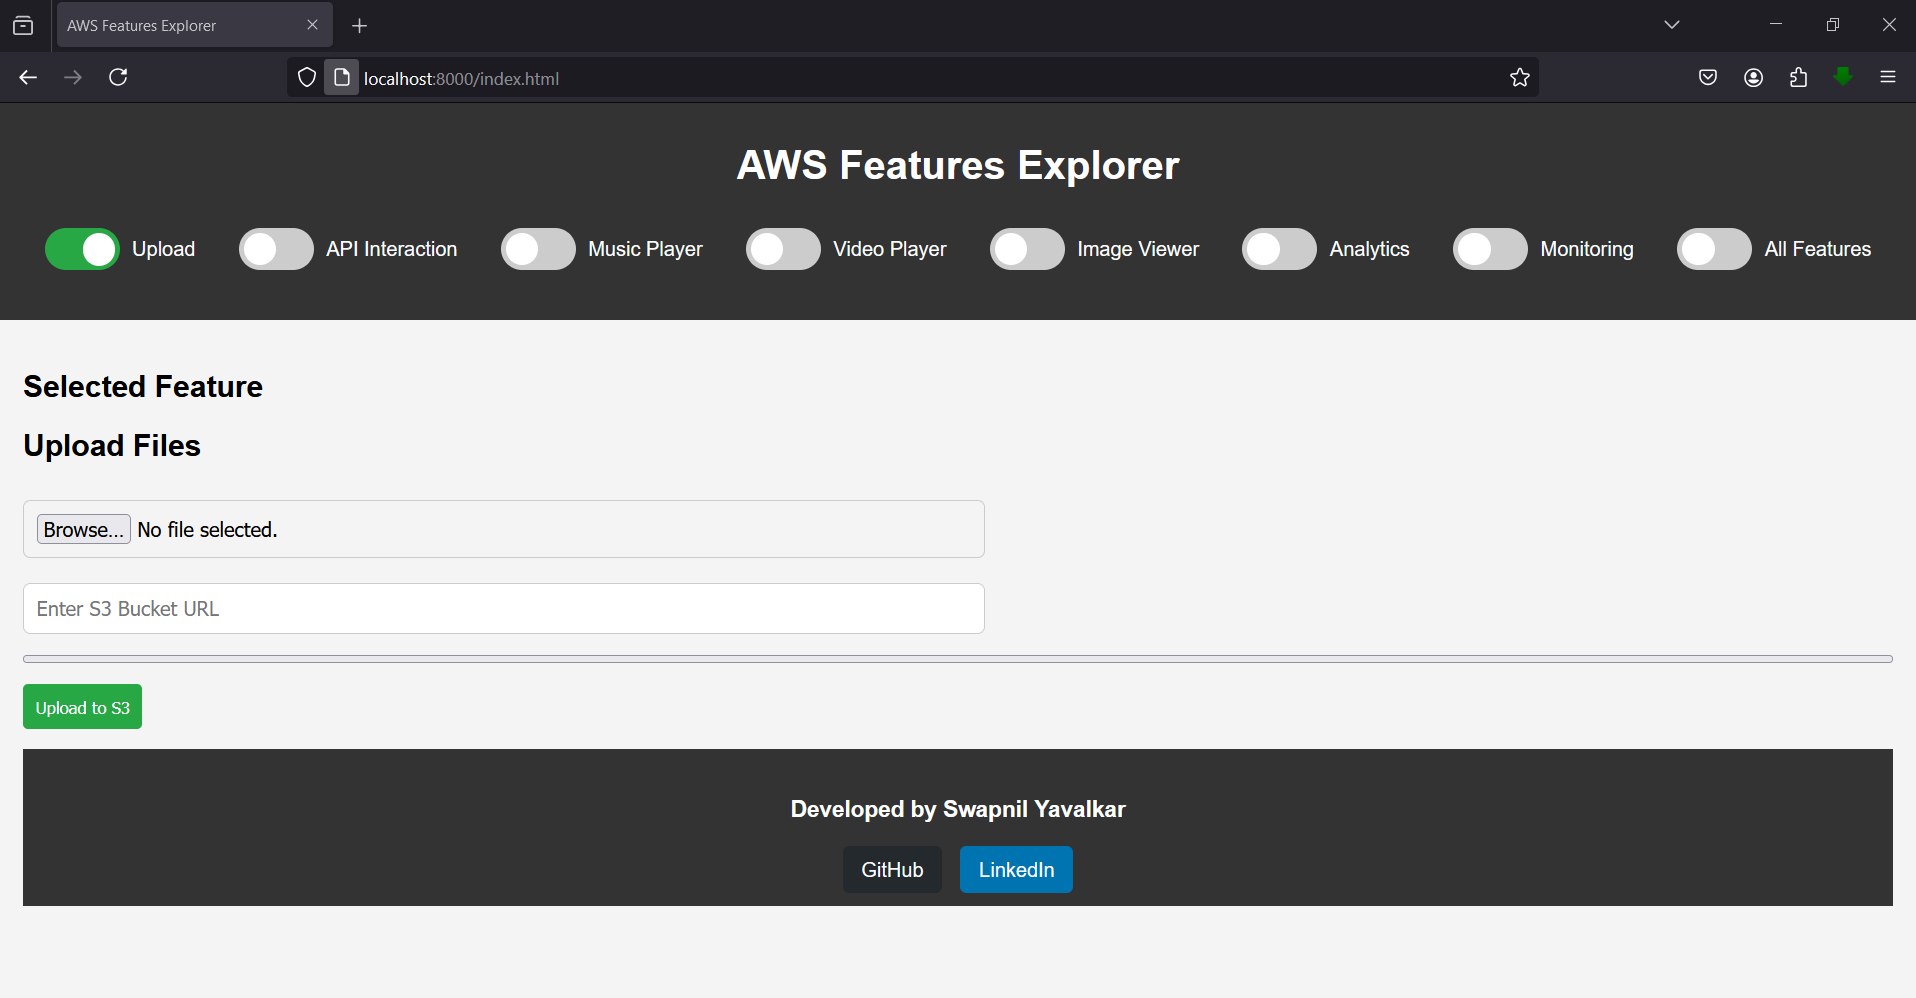 AWS Features Explorer
localhost:8000/index.html
AWS Features Explorer
Upload API Interaction Music Player Video Player Image Viewer Analytics Monitoring All Features
Selected Feature
Upload Files
Browse... No file selected.
Enter S3 Bucket URL
Upload to S3
Developed by Swapnil Yavalkar
GitHub LinkedIn